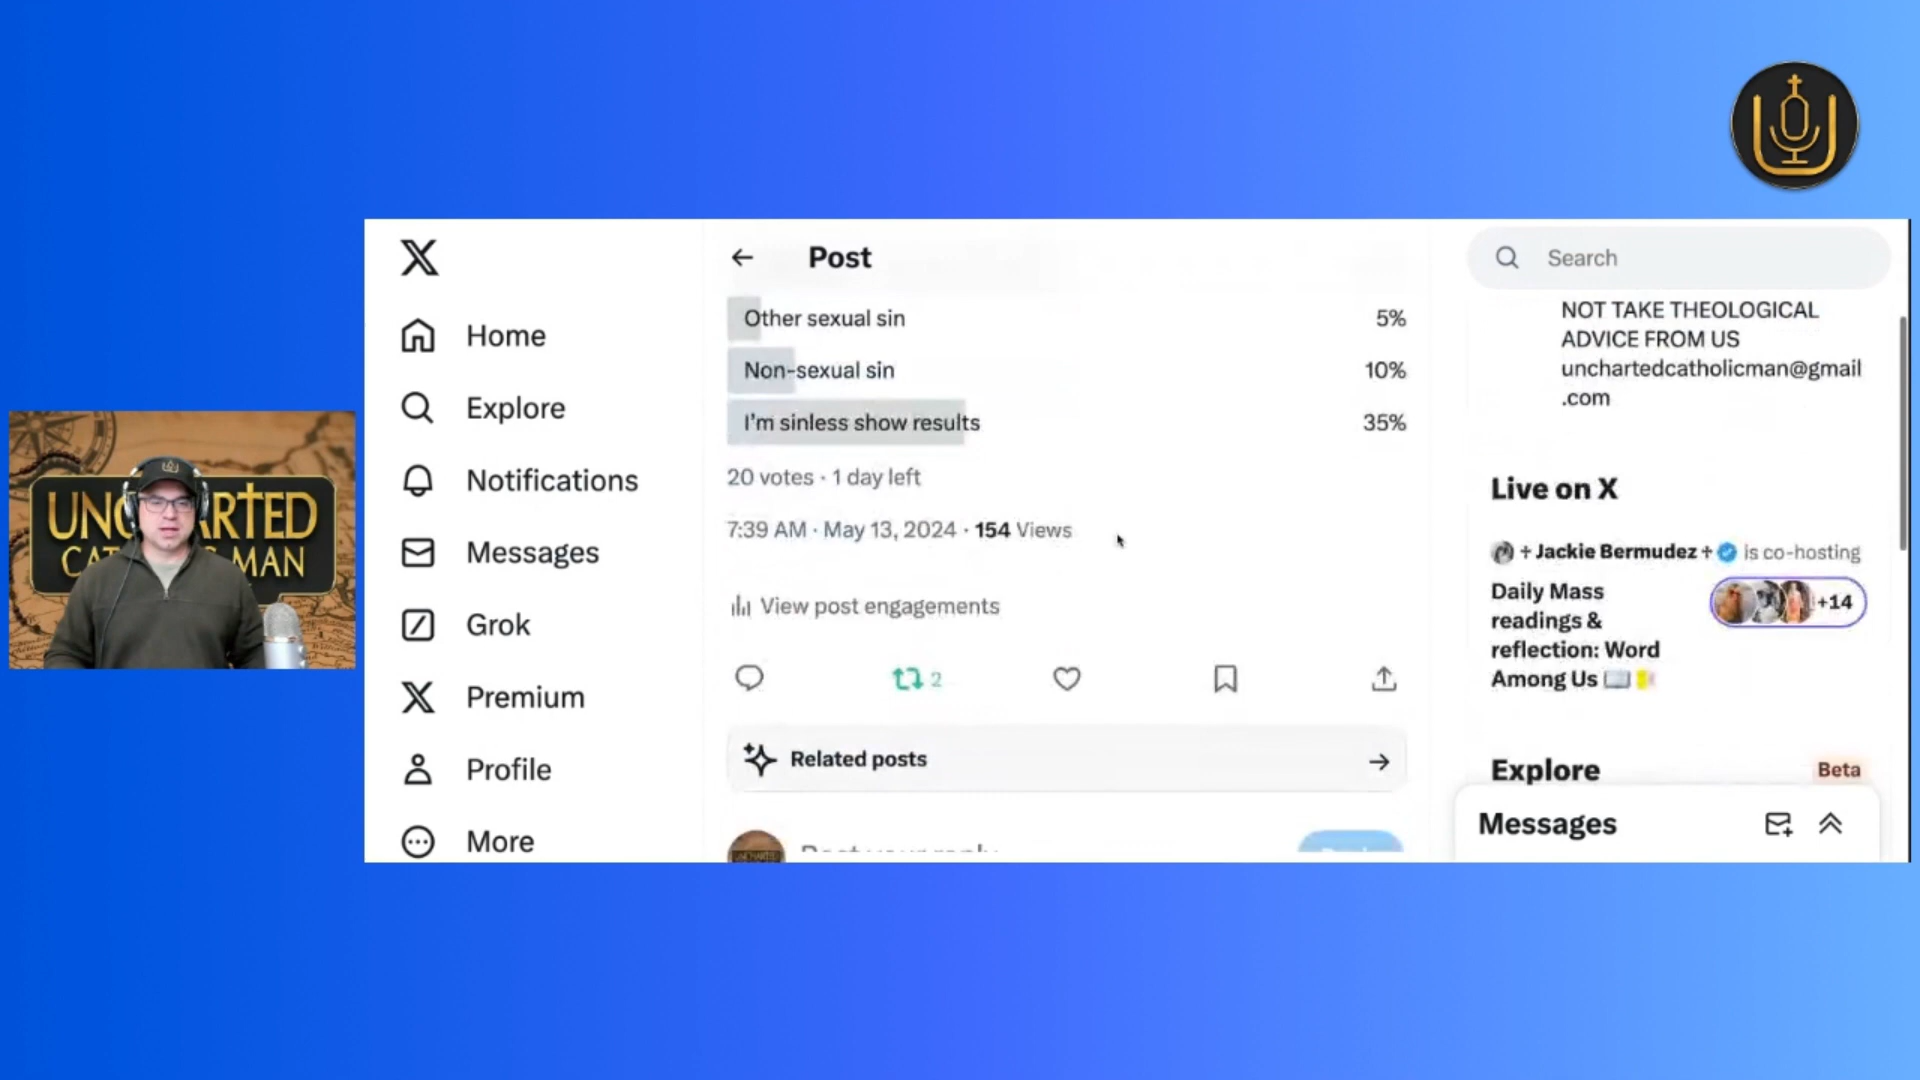 Post
Search
Home
Explore
Notifications
Messages
Grok
Premium
Profile
More
Other sexual sin 5%
Non-sexual sin 10%
I'm sinless show results 35%
20 votes · 1 day left
7:39 AM · May 13, 2024 · 154 Views
View post engagements
2
Related posts
NOT TAKE THEOLOGICAL
ADVICE FROM US
unchartedcatholicman@gmail
.com
Live on X
+ Jackie Bermudez + is co-hosting
Daily Mass
readings &
reflection: Word
Among Us
+14
Explore Beta
Messages
MAN